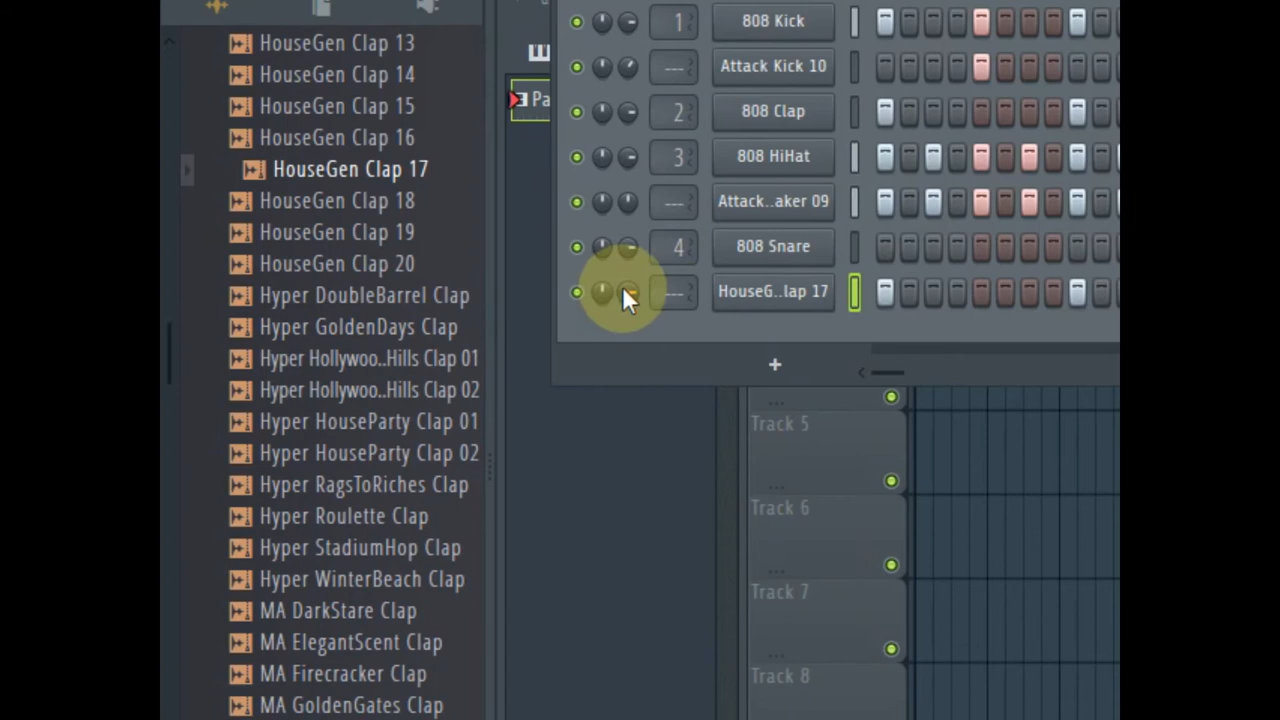 HouseGen Clap 13
HouseGen Clap 14
HouseGen Clap 15
HouseGen Clap 16
HouseGen Clap 17
HouseGen Clap 18
HouseGen Clap 19
HouseGen Clap 20
Hyper DoubleBarrel Clap
Hyper GoldenDays Clap
Hyper Hollywoo..Hills Clap 01
Hyper Hollywoo..Hills Clap 02
Hyper HouseParty Clap 01
Hyper HouseParty Clap 02
Hyper RagsToRiches Clap
Hyper Roulette Clap
Hyper StadiumHop Clap
Hyper WinterBeach Clap
MA DarkStare Clap
MA ElegantScent Clap
MA Firecracker Clap
MA GoldenGates Clap
Pa
1 808 Kick
--- Attack Kick 10
2 808 Clap
3 808 HiHat
--- Attack..aker 09
4 808 Snare
--- HouseG..lap 17
+
...
Track 5
...
Track 6
...
Track 7
...
Track 8